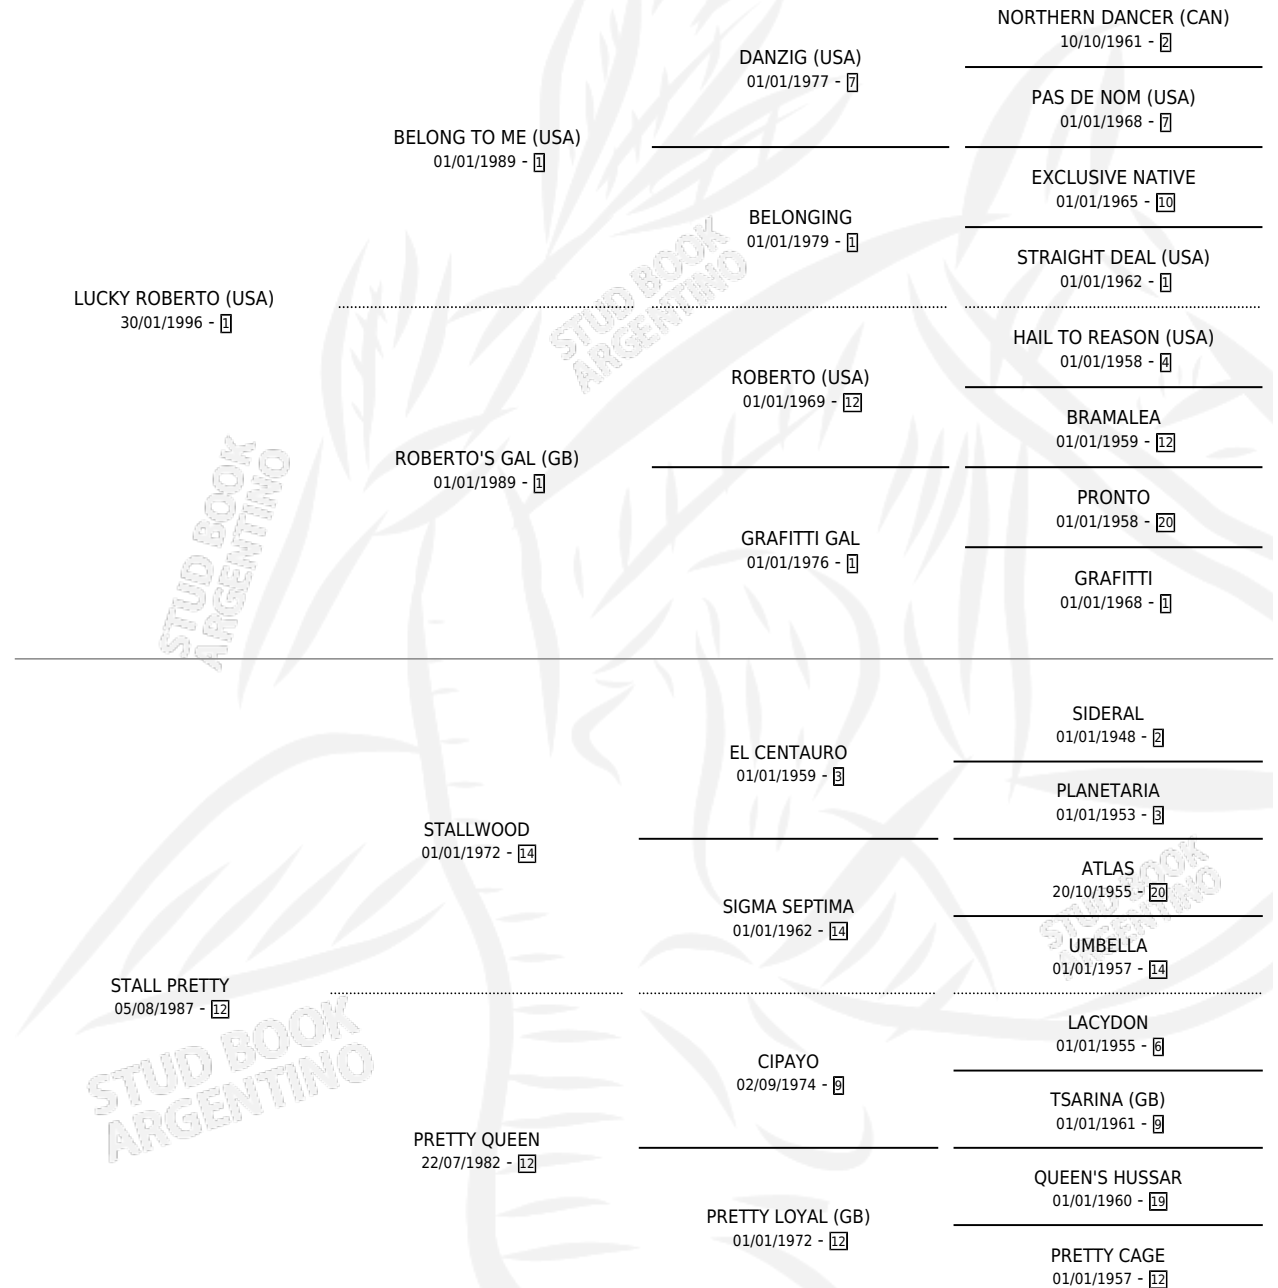 NORTHERN DANCER (CAN)
10/10/1961 - 2
DANZIG (USA)
01/01/1977 - 7
PAS DE NOM (USA)
01/01/1968 - 7
BELONG TO ME (USA)
01/01/1989 - 1
EXCLUSIVE NATIVE
01/01/1965 - 10
BELONGING
01/01/1979 - 1
STRAIGHT DEAL (USA)
01/01/1962 - 1
LUCKY ROBERTO (USA)
30/01/1996 - 1
STUD BOOK
ARGENTINO
HAIL TO REASON (USA)
01/01/1958 - 4
ROBERTO (USA)
01/01/1969 - 12
BRAMALEA
01/01/1959 - 12
ROBERTO'S GAL (GB)
01/01/1989 - 1
PRONTO
01/01/1958 - 20
GRAFITTI GAL
01/01/1976 - 1
GRAFITTI
01/01/1968 - 1
STUD BOOK
ARGENTINO
SIDERAL
01/01/1948 - 2
EL CENTAURO
01/01/1959 - 3
PLANETARIA
01/01/1953 - 3
STALLWOOD
01/01/1972 - 14
ATLAS
20/10/1955 - 20
SIGMA SEPTIMA
01/01/1962 - 14
UMBELLA
01/01/1957 - 14
STUD BOOK
ARGENTINO
STALL PRETTY
05/08/1987 - 12
LACYDON
01/01/1955 - 6
CIPAYO
02/09/1974 - 9
TSARINA (GB)
01/01/1961 - 9
STUD BOOK
ARGENTINO
PRETTY QUEEN
22/07/1982 - 12
QUEEN'S HUSSAR
01/01/1960 - 19
PRETTY LOYAL (GB)
01/01/1972 - 12
PRETTY CAGE
01/01/1957 - 12